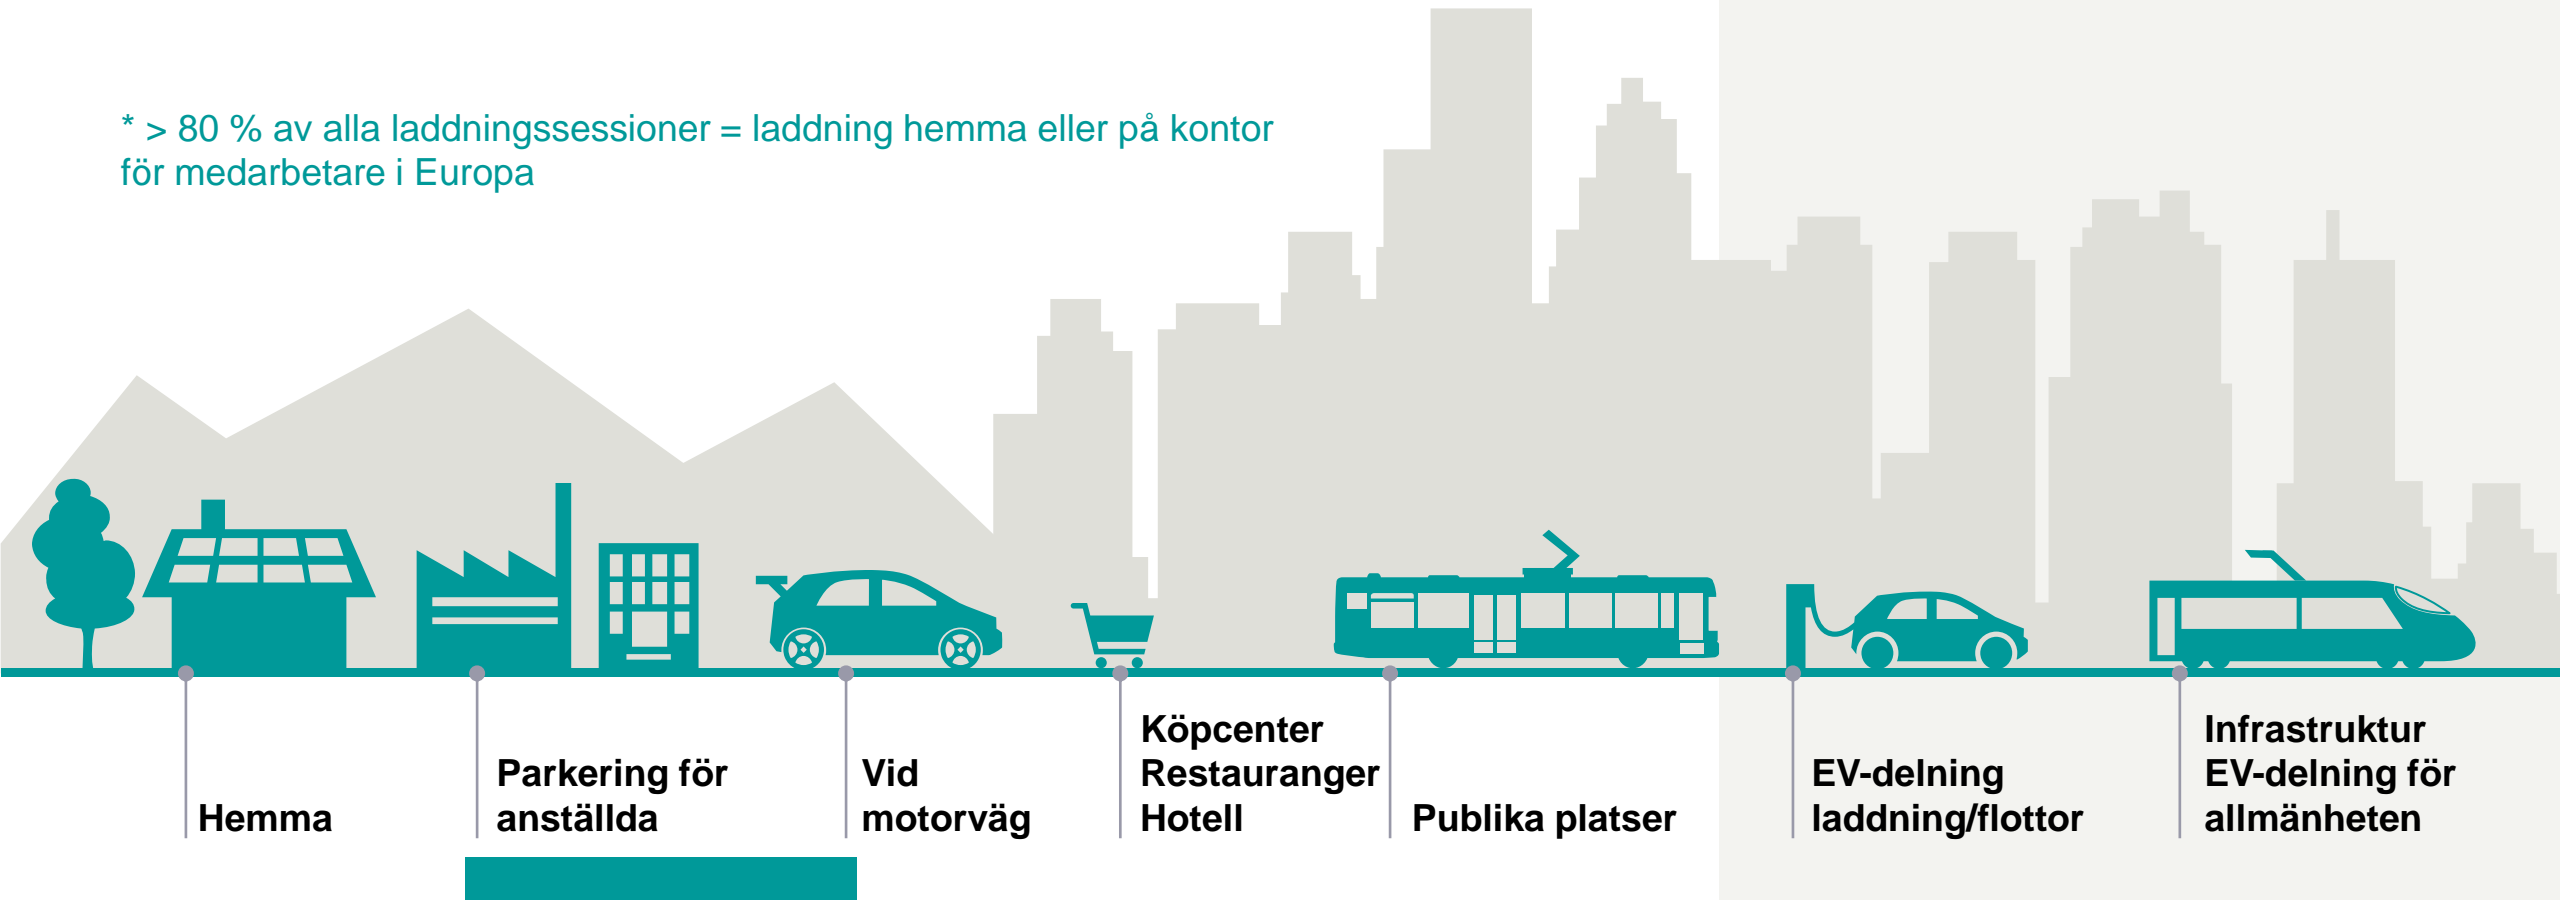 * > 80 % av alla laddningssessioner = laddning hemma eller på kontor
för medarbetare i Europa
Hemma
Parkering för
anställda
Vid
motorväg
Köpcenter
Restauranger
Hotell
Publika platser
EV-delning
laddning/flottor
Infrastruktur
EV-delning för
allmänheten